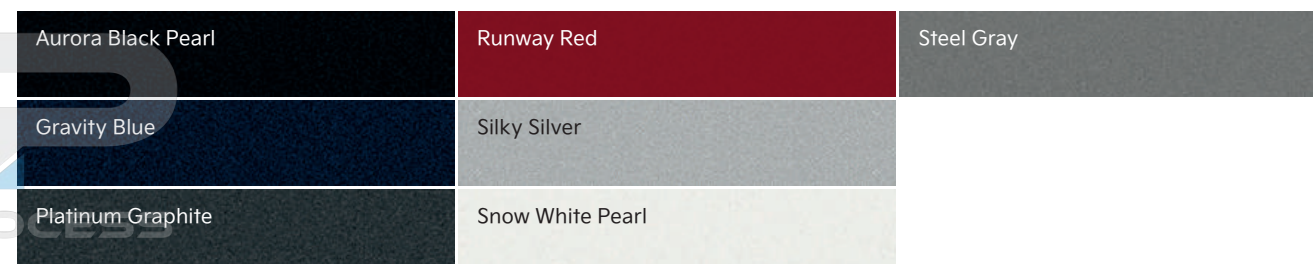 Aurora Black Pearl
Runway Red
Steel Gray
Gravity Blue
Silky Silver
Platinum Graphite
Snow White Pearl